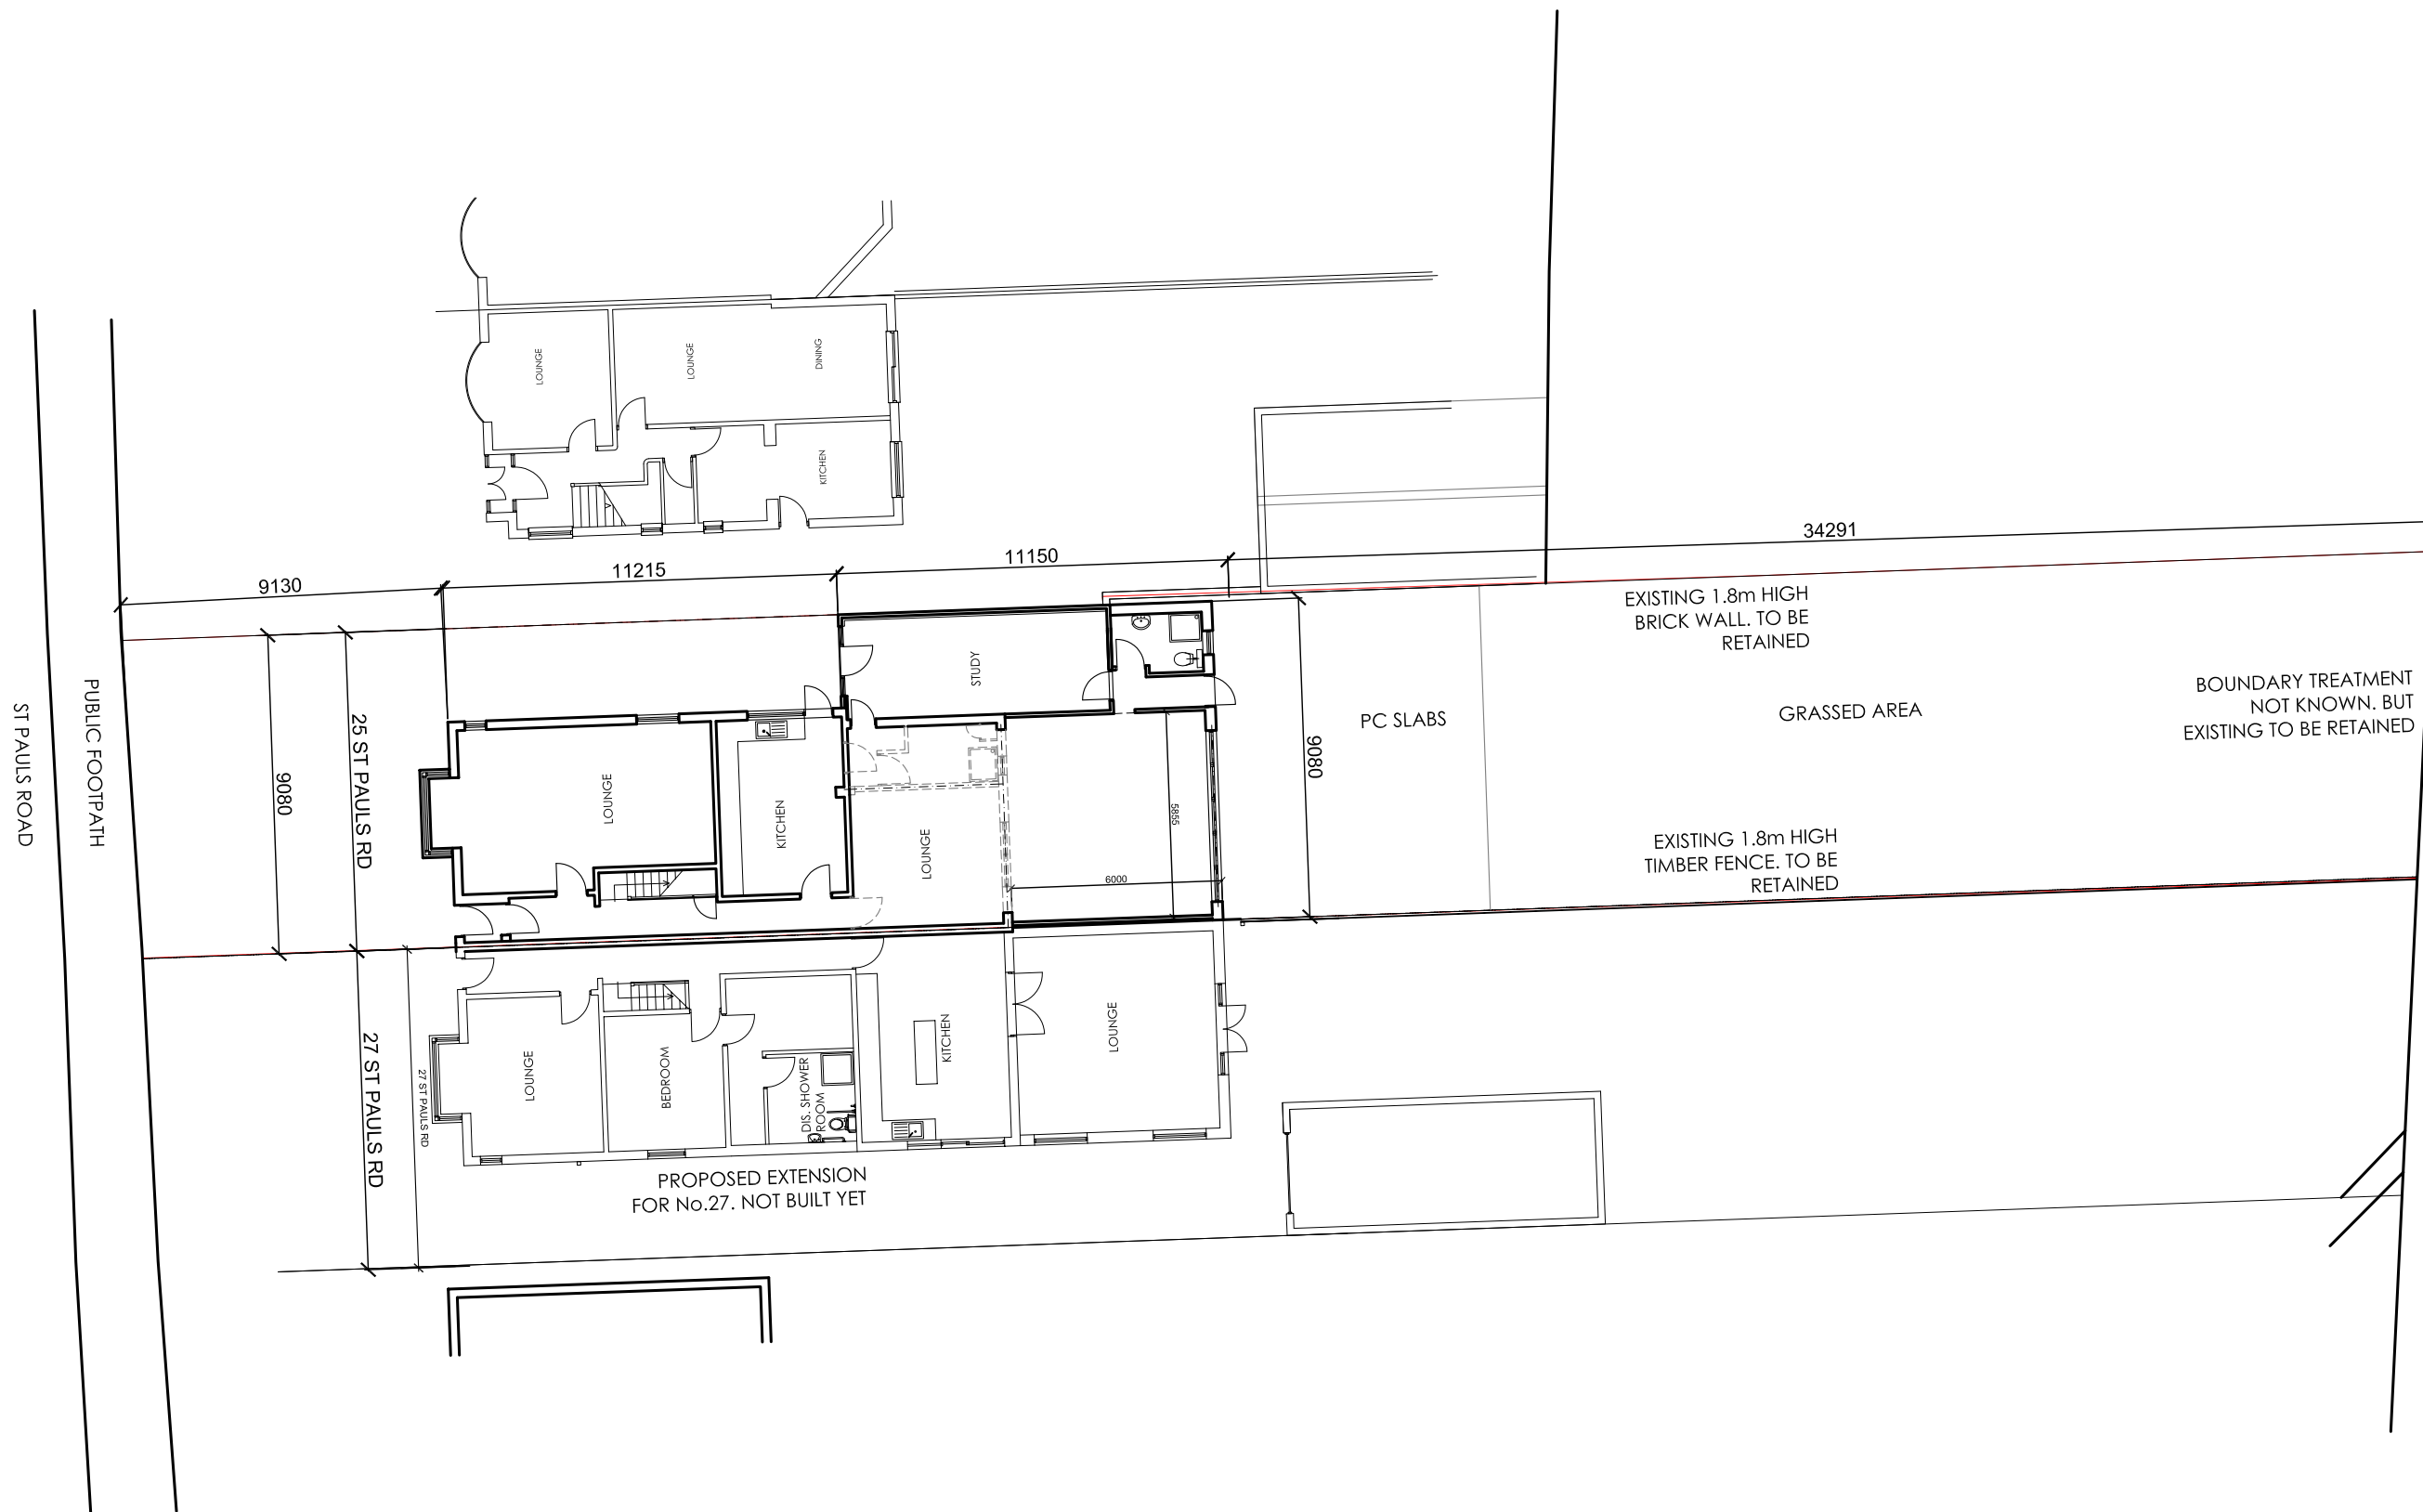 LOUNGE
LOUNGE
DINING
KITCHEN
34291
11150
11215
9130
EXISTING 1.8m HIGH
BRICK WALL. TO BE
RETAINED
BOUNDARY TREATMENT
NOT KNOWN. BUT
EXISTING TO BE RETAINED
ST PAULS ROAD
PUBLIC FOOTPATH
9080
25 ST PAULS RD
LOUNGE
KITCHEN
STUDY
LOUNGE
5855
6000
9080
PC SLABS
GRASSED AREA
EXISTING 1.8m HIGH
TIMBER FENCE. TO BE
RETAINED
27 ST PAULS RD
27 ST PAULS RD
LOUNGE
BEDROOM
DIS. SHOWER
ROOM
KITCHEN
LOUNGE
PROPOSED EXTENSION
FOR No.27. NOT BUILT YET